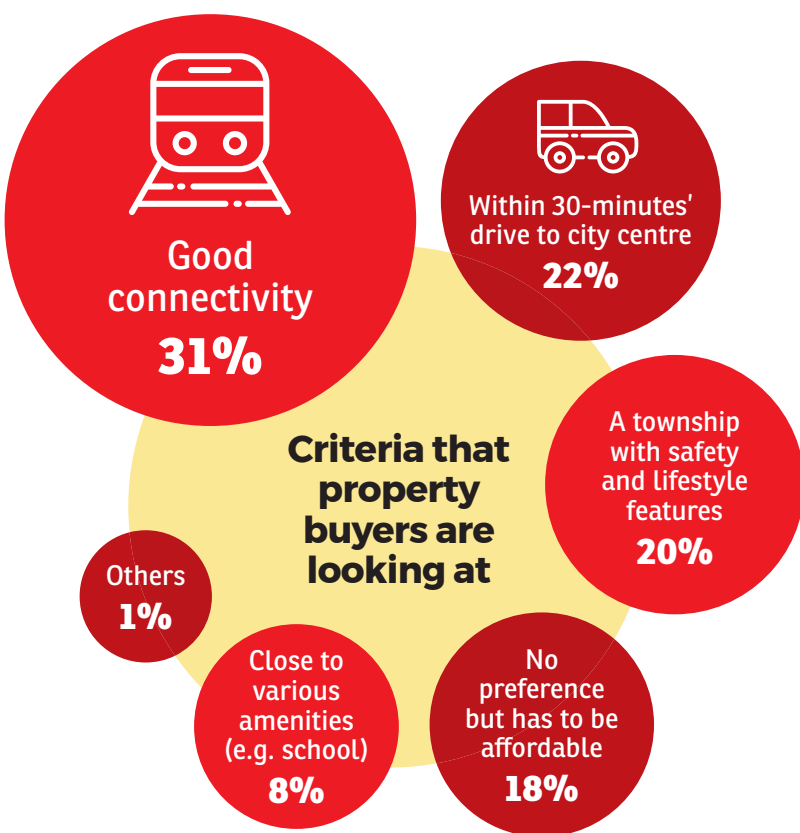 Good
connectivity
31%
Within 30-minutes'
drive to city centre
22%
A township
with safety
and lifestyle
features
20%
Criteria that
property
buyers are
looking at
Others
1%
Close to
various
amenities
(e.g. school)
8%
No
preference
but has to be
affordable
18%